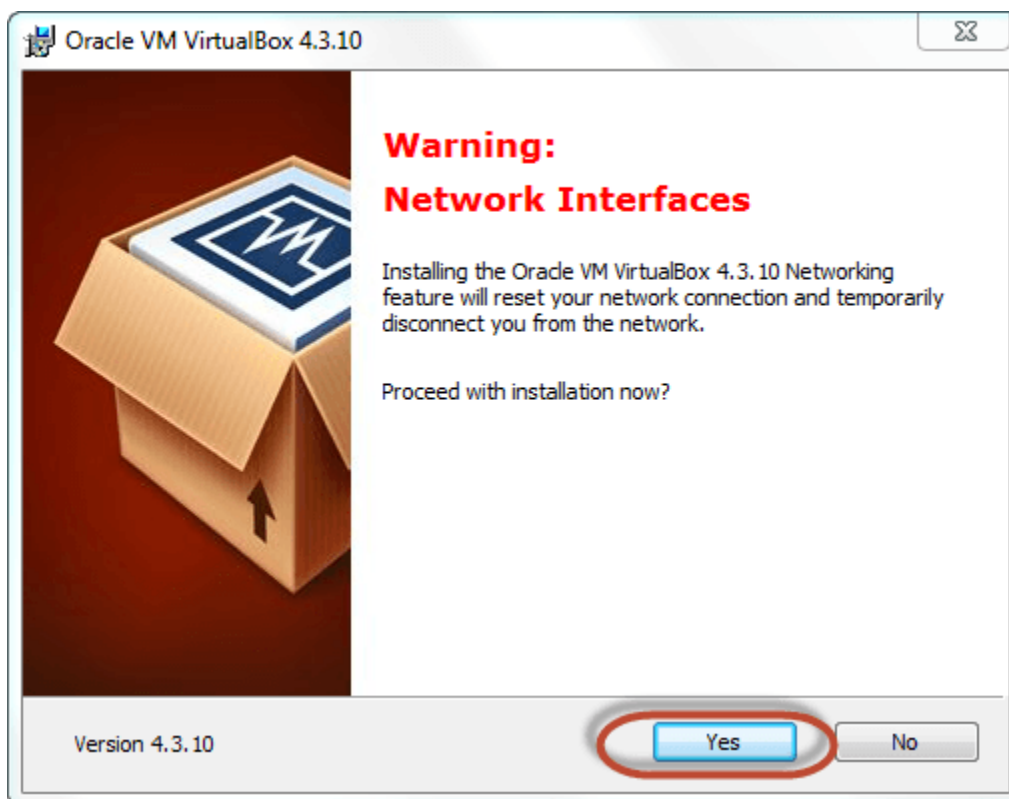 Oracle VM VirtualBox 4.3.10
Warning:
Network Interfaces
Installing the Oracle VM VirtualBox 4.3.10 Networking
feature will reset your network connection and temporarily
disconnect you from the network.
Proceed with installation now?
Version 4.3.10
Yes
No